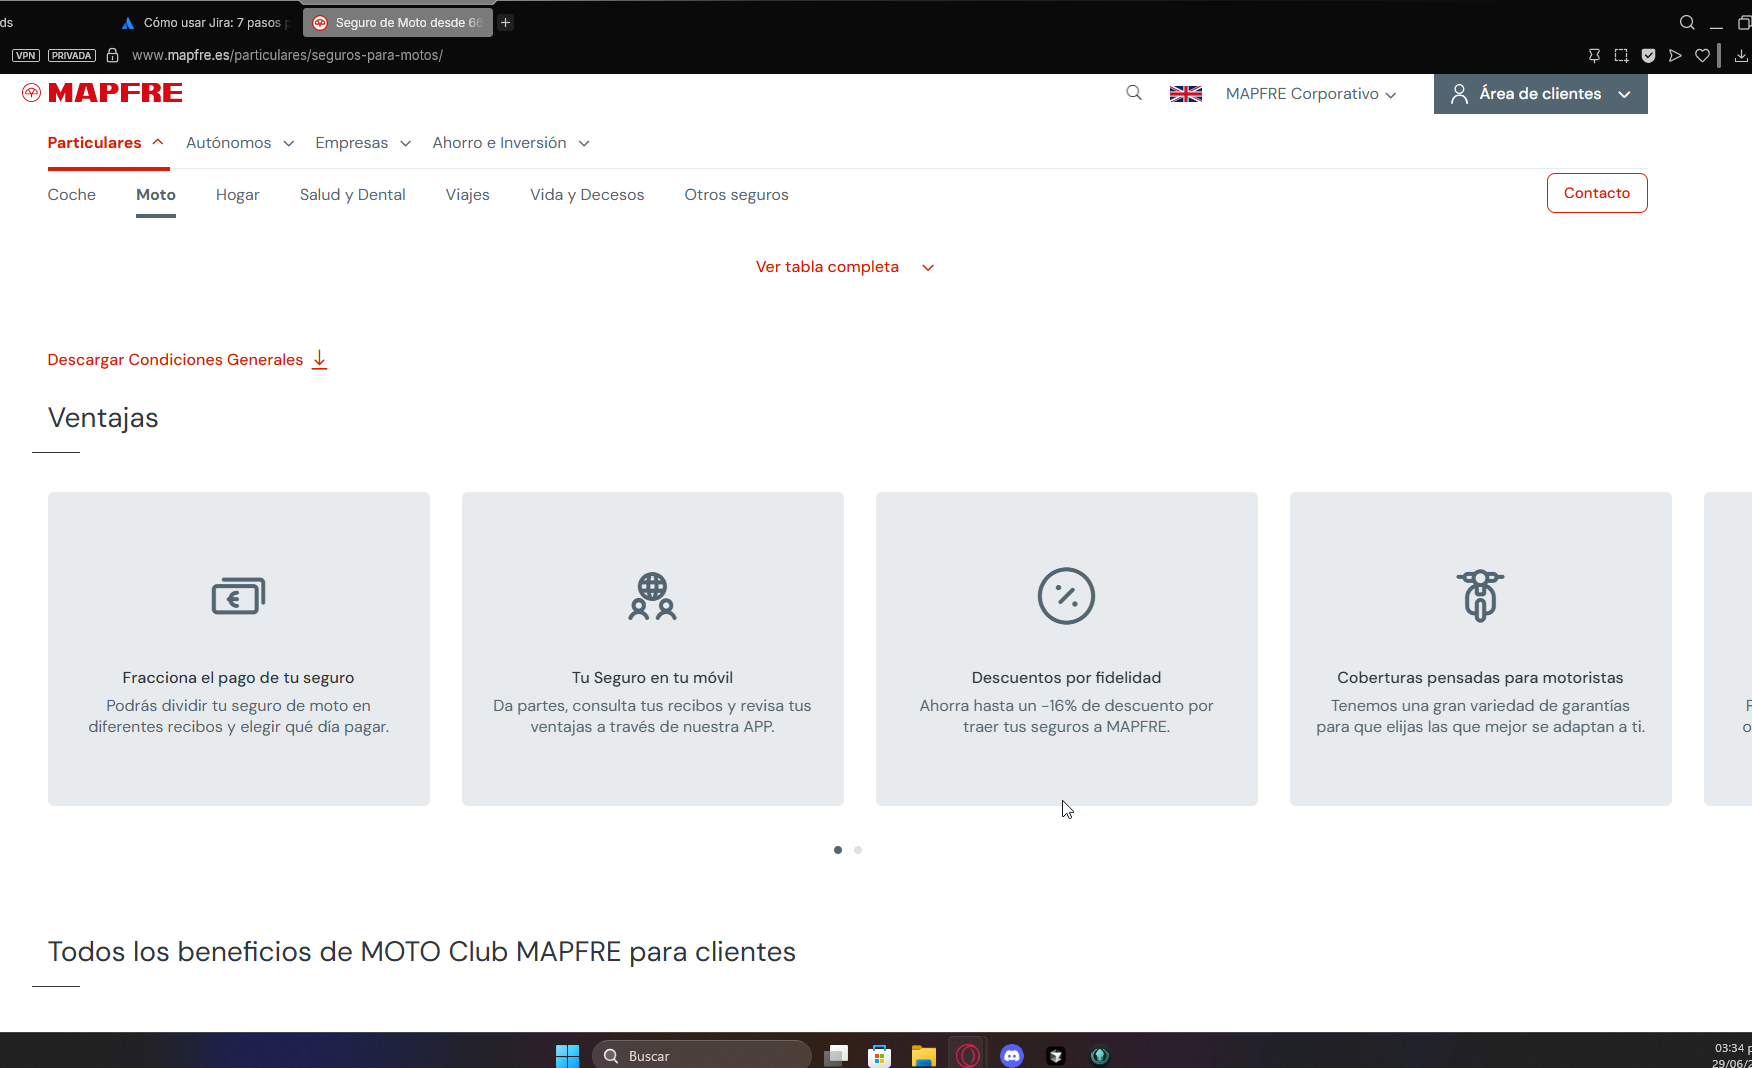 ds
Cómo usar Jira: 7 pasos p
Seguro de Moto desde 66
VPN PRIVADA www.mapfre.es/particulares/seguros-para-motos/
MAPFRE
MAPFRE Corporativo
Área de clientes
Particulares Autónomos Empresas Ahorro e Inversión
Coche Moto Hogar Salud y Dental Viajes Vida y Decesos Otros seguros
Contacto
Ver tabla completa
Descargar Condiciones Generales
Ventajas
Fracciona el pago de tu seguro
Podrás dividir tu seguro de moto en
diferentes recibos y elegir qué día pagar.
Tu Seguro en tu móvil
Da partes, consulta tus recibos y revisa tus
ventajas a través de nuestra APP.
Descuentos por fidelidad
Ahorra hasta un -16% de descuento por
traer tus seguros a MAPFRE.
Coberturas pensadas para motoristas
Tenemos una gran variedad de garantías
para que elijas las que mejor se adaptan a ti.
Todos los beneficios de MOTO Club MAPFRE para clientes
Buscar
03:34 p
29/06/2